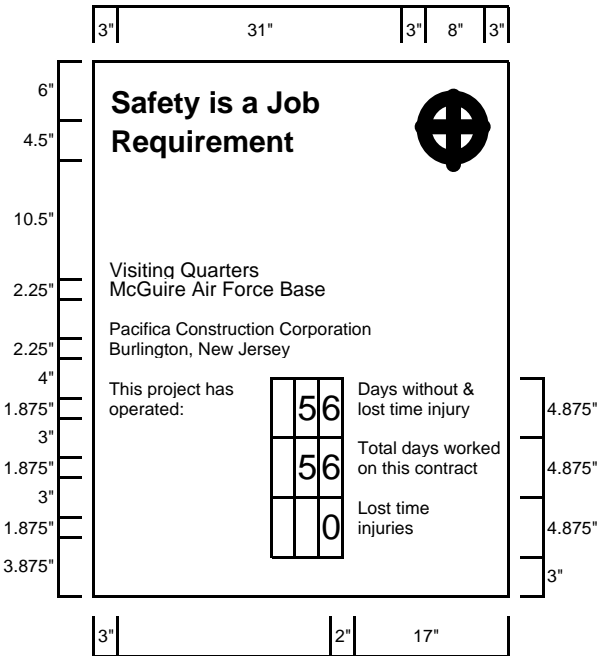 3" 31" 3" 8" 3"
6"
Safety is a Job
4.5"
Requirement
10.5"
Visiting Quarters
2.25"
McGuire Air Force Base
Pacifica Construction Corporation
2.25"
Burlington, New Jersey
4"
This project has
operated:
1.875"
56
Days without &
lost time injury
4.875"
3"
1.875"
56
Total days worked
on this contract
4.875"
3"
1.875"
0
Lost time
injuries
4.875"
3.875"
3"
3" 2" 17"